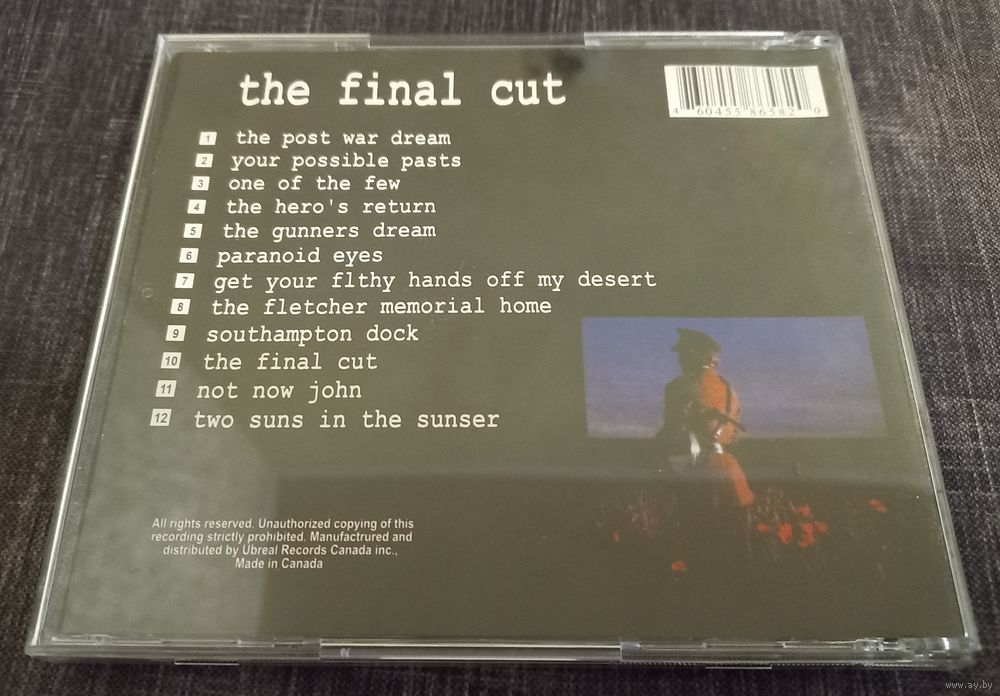 the final cut
4 60455 86582 0
1 the post war dream
2 your possible pasts
3 one of the few
4 the hero's return
5 the gunners dream
6 paranoid eyes
7 get your flthy hands off my desert
8 the fletcher memorial home
9 southampton dock
10 the final cut
11 not now john
12 two suns in the sunser
All rights reserved. Unauthorized copying of this
recording strictly prohibited. Manufactrured and
distributed by Ubreal Records Canada inc.,
Made in Canada
www.ay.by